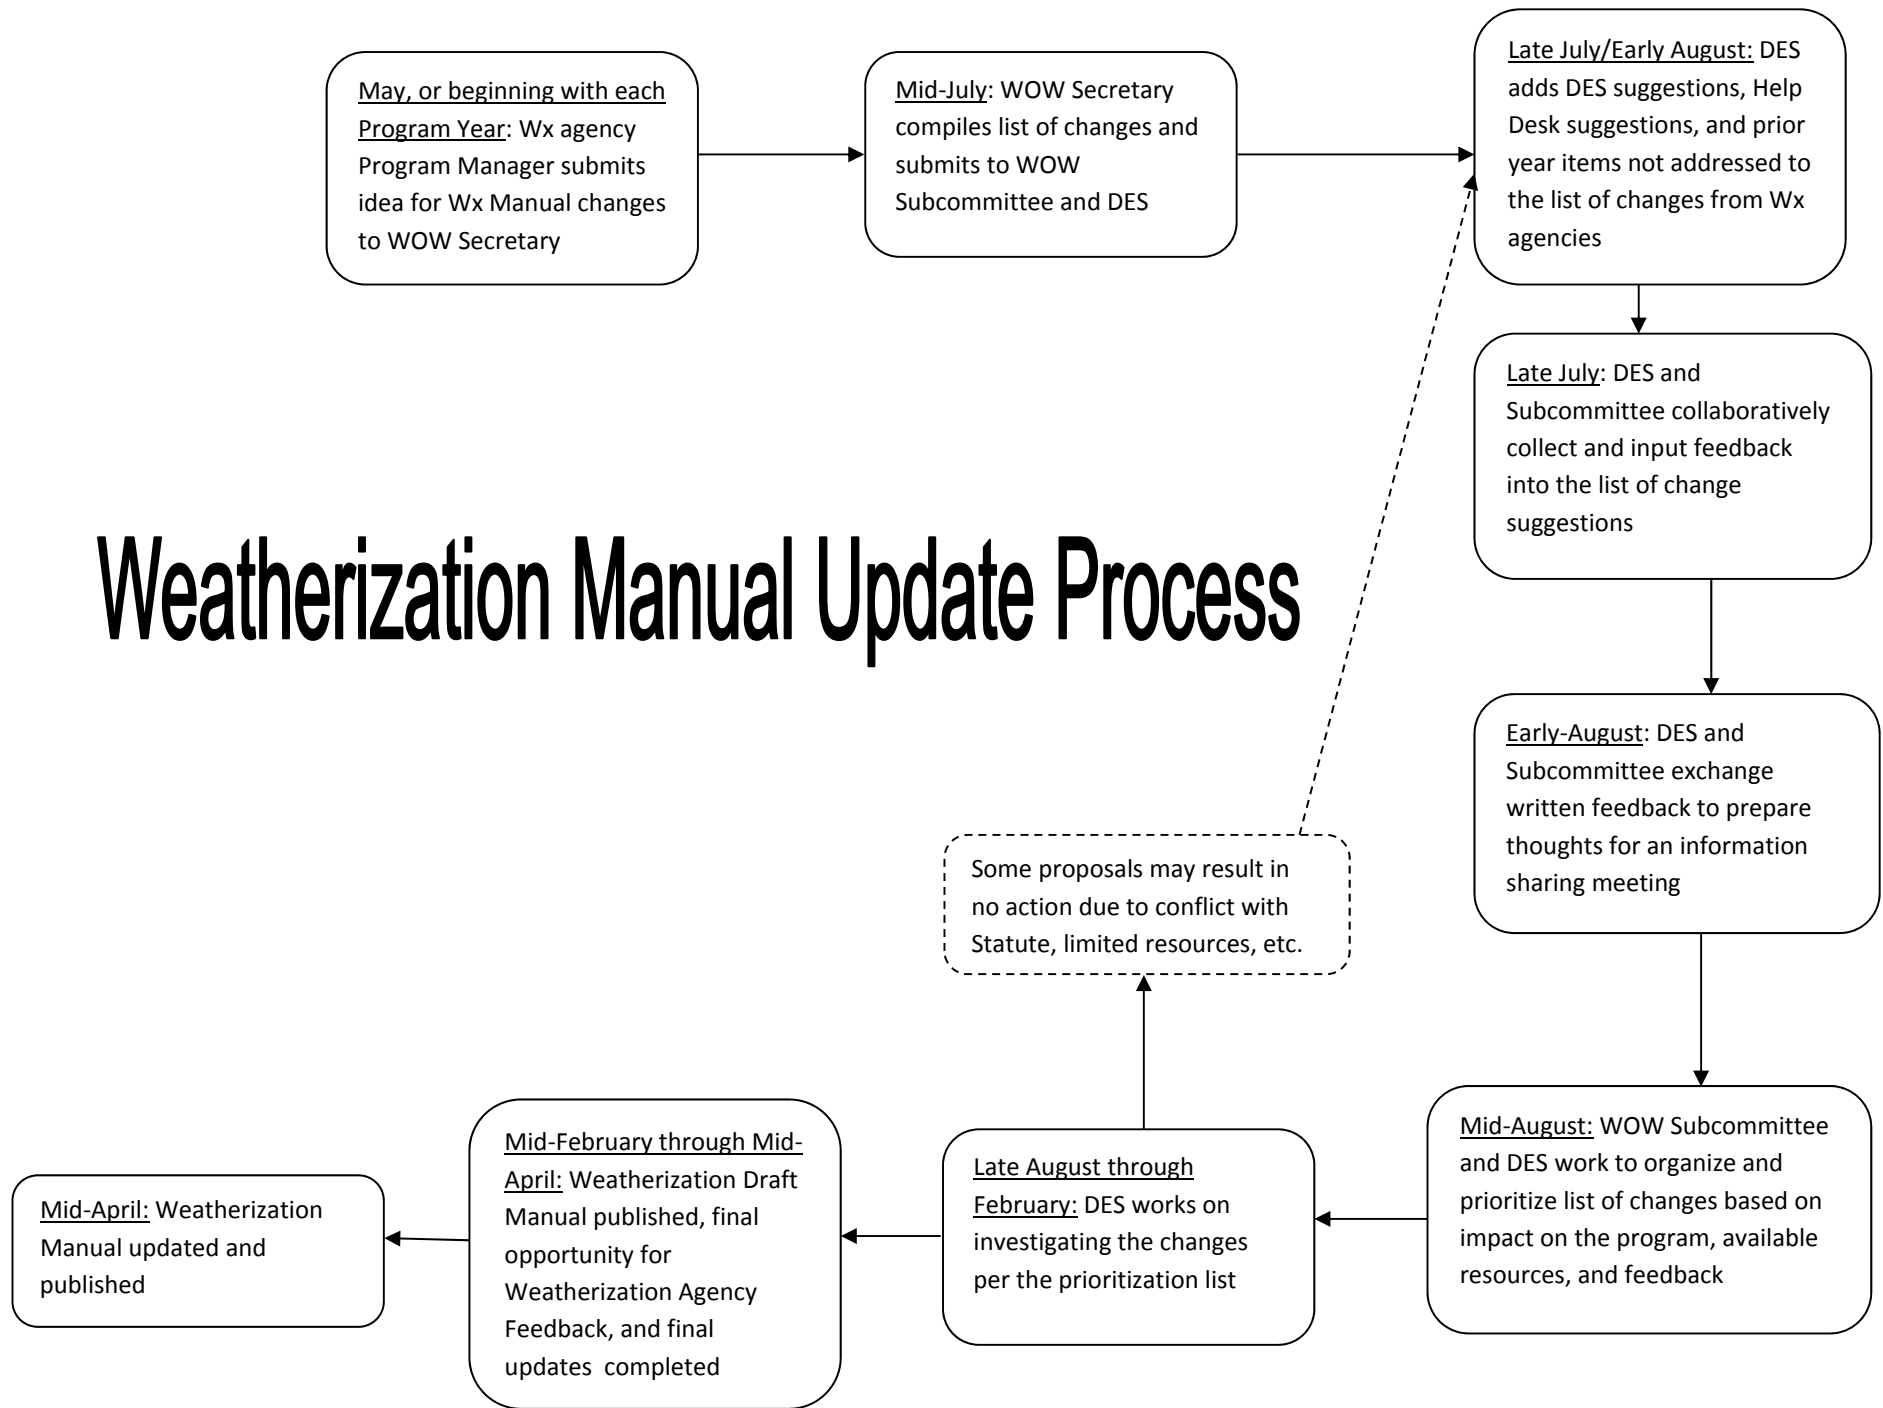 May, or beginning with each
Program Year: Wx agency
Program Manager submits
idea for Wx Manual changes
to WOW Secretary
Mid-July: WOW Secretary
compiles list of changes and
submits to WOW
Subcommittee and DES
Late July/Early August: DES
adds DES suggestions, Help
Desk suggestions, and prior
year items not addressed to
the list of changes from Wx
agencies
Late July: DES and
Subcommittee collaboratively
collect and input feedback
into the list of change
suggestions
Weatherization Manual Update Process
Early-August: DES and
Subcommittee exchange
written feedback to prepare
thoughts for an information
sharing meeting
Some proposals may result in
no action due to conflict with
Statute, limited resources, etc.
Mid-August: WOW Subcommittee
and DES work to organize and
prioritize list of changes based on
impact on the program, available
resources, and feedback
Late August through
February: DES works on
investigating the changes
per the prioritization list
Mid-February through Mid-
April: Weatherization Draft
Manual published, final
opportunity for
Weatherization Agency
Feedback, and final
updates  completed
Mid-April: Weatherization
Manual updated and
published